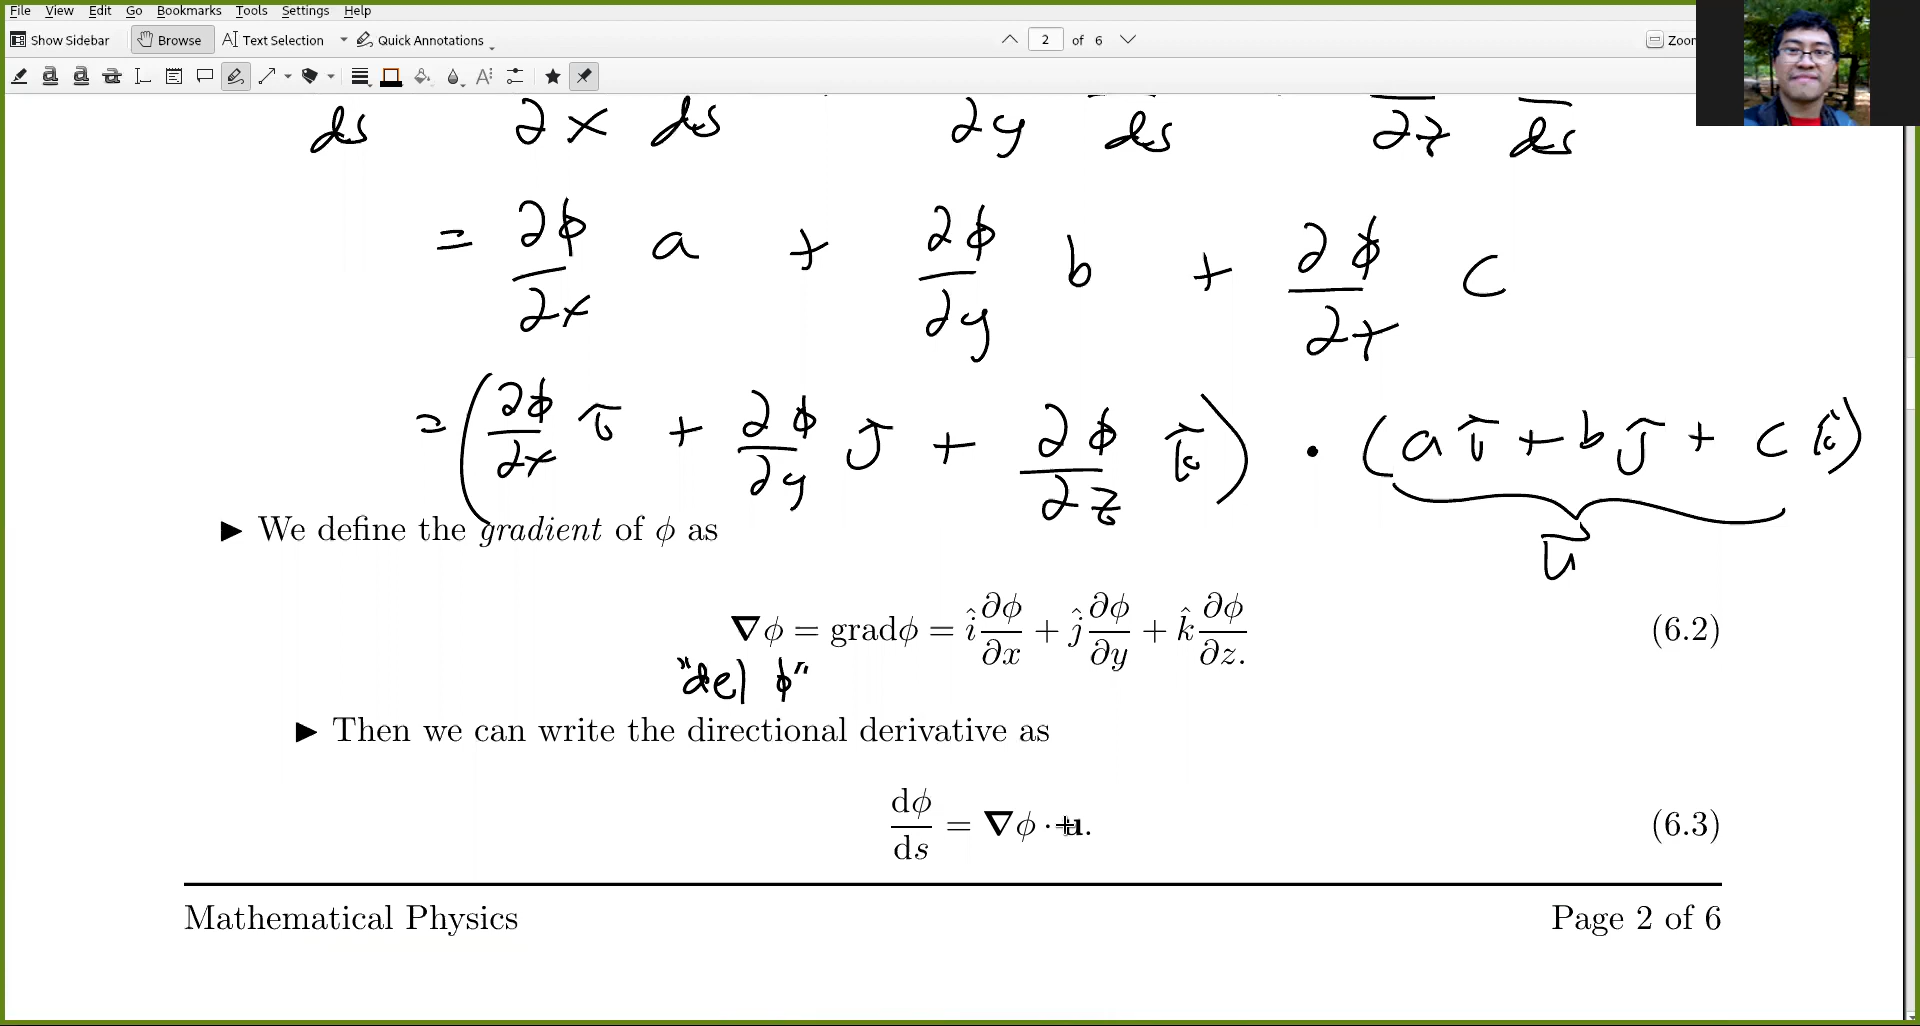 File View Edit Go Bookmarks Tools Settings Help
Show Sidebar Browse Text Selection Quick Annotations 2 of 6 Zoo
ds ∂x ds ∂y ds ∂z ds
= ∂φ/∂x a + ∂φ/∂y b + ∂φ/∂z c
= (∂φ/∂x î + ∂φ/∂y ĵ + ∂φ/∂z k̂) · (a î + b ĵ + c k̂)
u
▶ We define the gradient of ϕ as
∇ϕ = gradϕ = î ∂ϕ/∂x + ĵ ∂ϕ/∂y + k̂ ∂ϕ/∂z. (6.2)
"del φ"
▶ Then we can write the directional derivative as
dϕ/ds = ∇ϕ · u. (6.3)
Mathematical Physics Page 2 of 6